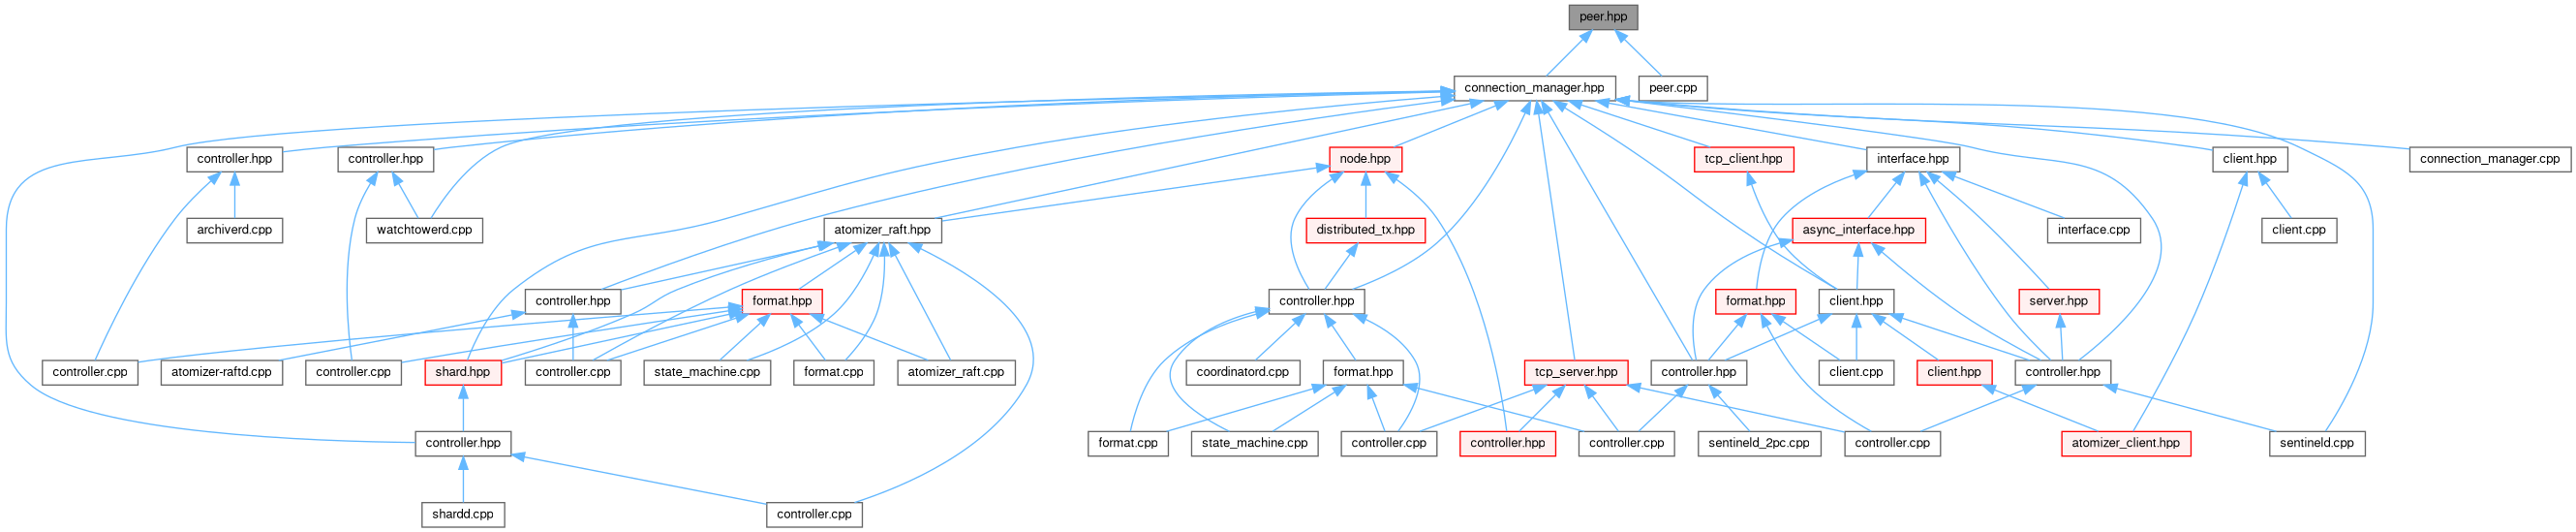 peer.hpp
connection_manager.hpp
peer.cpp
controller.hpp
controller.hpp
node.hpp
tcp_client.hpp
interface.hpp
client.hpp
connection_manager.cpp
archiverd.cpp
watchtowerd.cpp
atomizer_raft.hpp
distributed_tx.hpp
async_interface.hpp
interface.cpp
client.cpp
controller.hpp
format.hpp
controller.hpp
format.hpp
client.hpp
server.hpp
controller.cpp
atomizer-raftd.cpp
controller.cpp
shard.hpp
controller.cpp
state_machine.cpp
format.cpp
atomizer_raft.cpp
coordinatord.cpp
format.hpp
tcp_server.hpp
controller.hpp
client.cpp
client.hpp
controller.hpp
controller.hpp
format.cpp
state_machine.cpp
controller.cpp
controller.hpp
controller.cpp
sentineld_2pc.cpp
controller.cpp
atomizer_client.hpp
sentineld.cpp
shardd.cpp
controller.cpp